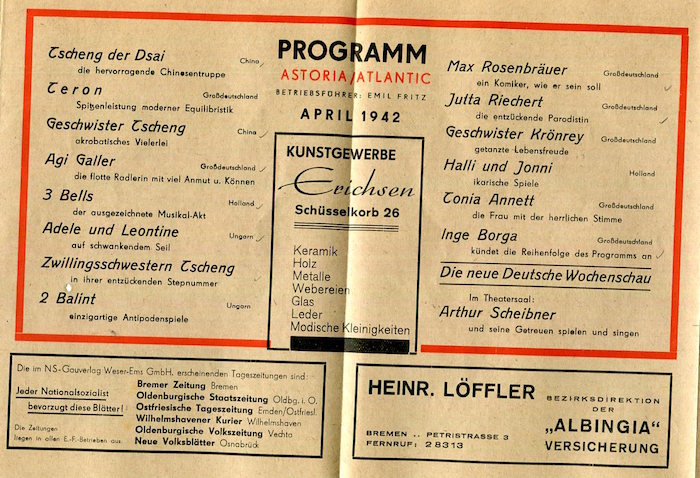 PROGRAMM
ASTORIA/ATLANTIC
BETRIEBSFÜHRER: EMIL FRITZ
APRIL 1942
Tscheng der Dsai China
die hervorragende Chinesentruppe
Teron Großdeutschland
Spitzenleistung moderner Equilibristik
Geschwister Tscheng China
akrobatisches Vielerlei
Agi Galler Großdeutschland
die flotte Radlerin mit viel Anmut u. Können
3 Bells Holland
der ausgezeichnete Musikal-Akt
Adele und Leontine Ungarn
auf schwankendem Seil
Zwillingsschwestern Tscheng
in ihrer entzückenden Stepnummer
2 Balint Ungarn
einzigartige Antipodenspiele
KUNSTGEWERBE
Erichsen
Schüsselkorb 26
Keramik
Holz
Metalle
Webereien
Glas
Leder
Modische Kleinigkeiten
Max Rosenbräuer Großdeutschland
ein Komiker, wie er sein soll
Jutta Riechert Großdeutschland
die entzückende Parodistin
Geschwister Krönrey Großdeutschland
getanzte Lebensfreude
Halli und Jonni Holland
ikarische Spiele
Tonia Annett Großdeutschland
die Frau mit der herrlichen Stimme
Inge Borga Großdeutschland
kündet die Reihenfolge des Programms an
Die neue Deutsche Wochenschau
Im Theatersaal:
Arthur Scheibner
und seine Getreuen spielen und singen
Die im NS-Gauverlag Weser-Ems GmbH. erscheinenden Tageszeitungen sind:
Jeder Nationalsozialist
bevorzugt diese Blätter!
Die Zeitungen
liegen in allen E.-F.-Betrieben aus.
Bremer Zeitung Bremen
Oldenburgische Staatszeitung Oldbg. i. O.
Ostfriesische Tageszeitung Emden/Ostfriesl.
Wilhelmshavener Kurier Wilhelmshaven
Oldenburgische Volkszeitung Vechta
Neue Volksblätter Osnabrück
HEINR. LÖFFLER
BREMEN .. PETRISTRASSE 3
FERNRUF: 28313
BEZIRKSDIREKTION
DER
„ALBINGIA"
VERSICHERUNG